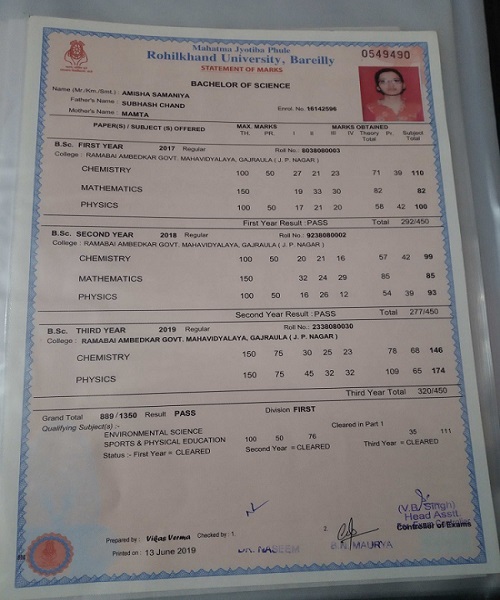 Mahatma Jyotiba Phule
Rohilkhand University, Bareilly
STATEMENT OF MARKS
0549490
BACHELOR OF SCIENCE
Name (Mr./Km./Smt.) : AMISHA SAMANIYA
Father's Name : SUBHASH CHAND
Mother's Name : MAMTA
Enrol. No - 16142596
PAPER(S) / SUBJECT (S) OFFERED MAX. MARKS MARKS OBTAINED
TH. PR. I II III IV Theory Total Pr. Subject Total
B.Sc. FIRST YEAR 2017 Regular Roll No.: 8038080003
College : RAMABAI AMBEDKAR GOVT. MAHAVIDYALAYA, GAJRAULA ( J. P. NAGAR )
CHEMISTRY 100 50 27 21 23 71 39 110
MATHEMATICS 150 19 33 30 82 82
PHYSICS 100 50 17 21 20 58 42 100
First Year Result : PASS Total 292/450
B.Sc. SECOND YEAR 2018 Regular Roll No.: 9238080002
College : RAMABAI AMBEDKAR GOVT. MAHAVIDYALAYA, GAJRAULA ( J. P. NAGAR )
CHEMISTRY 100 50 20 21 16 57 42 99
MATHEMATICS 150 32 24 29 85 85
PHYSICS 100 50 16 26 12 54 39 93
Second Year Result : PASS Total 277/450
B.Sc. THIRD YEAR 2019 Regular Roll No.: 2338080030
College : RAMABAI AMBEDKAR GOVT. MAHAVIDYALAYA, GAJRAULA ( J. P. NAGAR )
CHEMISTRY 150 75 30 25 23 78 68 146
PHYSICS 150 75 45 32 32 109 65 174
Third Year Total 320/450
Grand Total 889 / 1350 Result PASS Division FIRST
Qualifying Subject(s) :-
ENVIRONMENTAL SCIENCE Cleared in Part 1
SPORTS & PHYSICAL EDUCATION 100 50 76 35 111
Status :- First Year = CLEARED Second Year = CLEARED Third Year = CLEARED
(V.B. Singh)
Head Asstt
Controller of Exams
Prepared by : Vikas Verma Checked by 1. 2.
DR. NASEEM B.N. MAURYA
Printed on : 13 June 2019